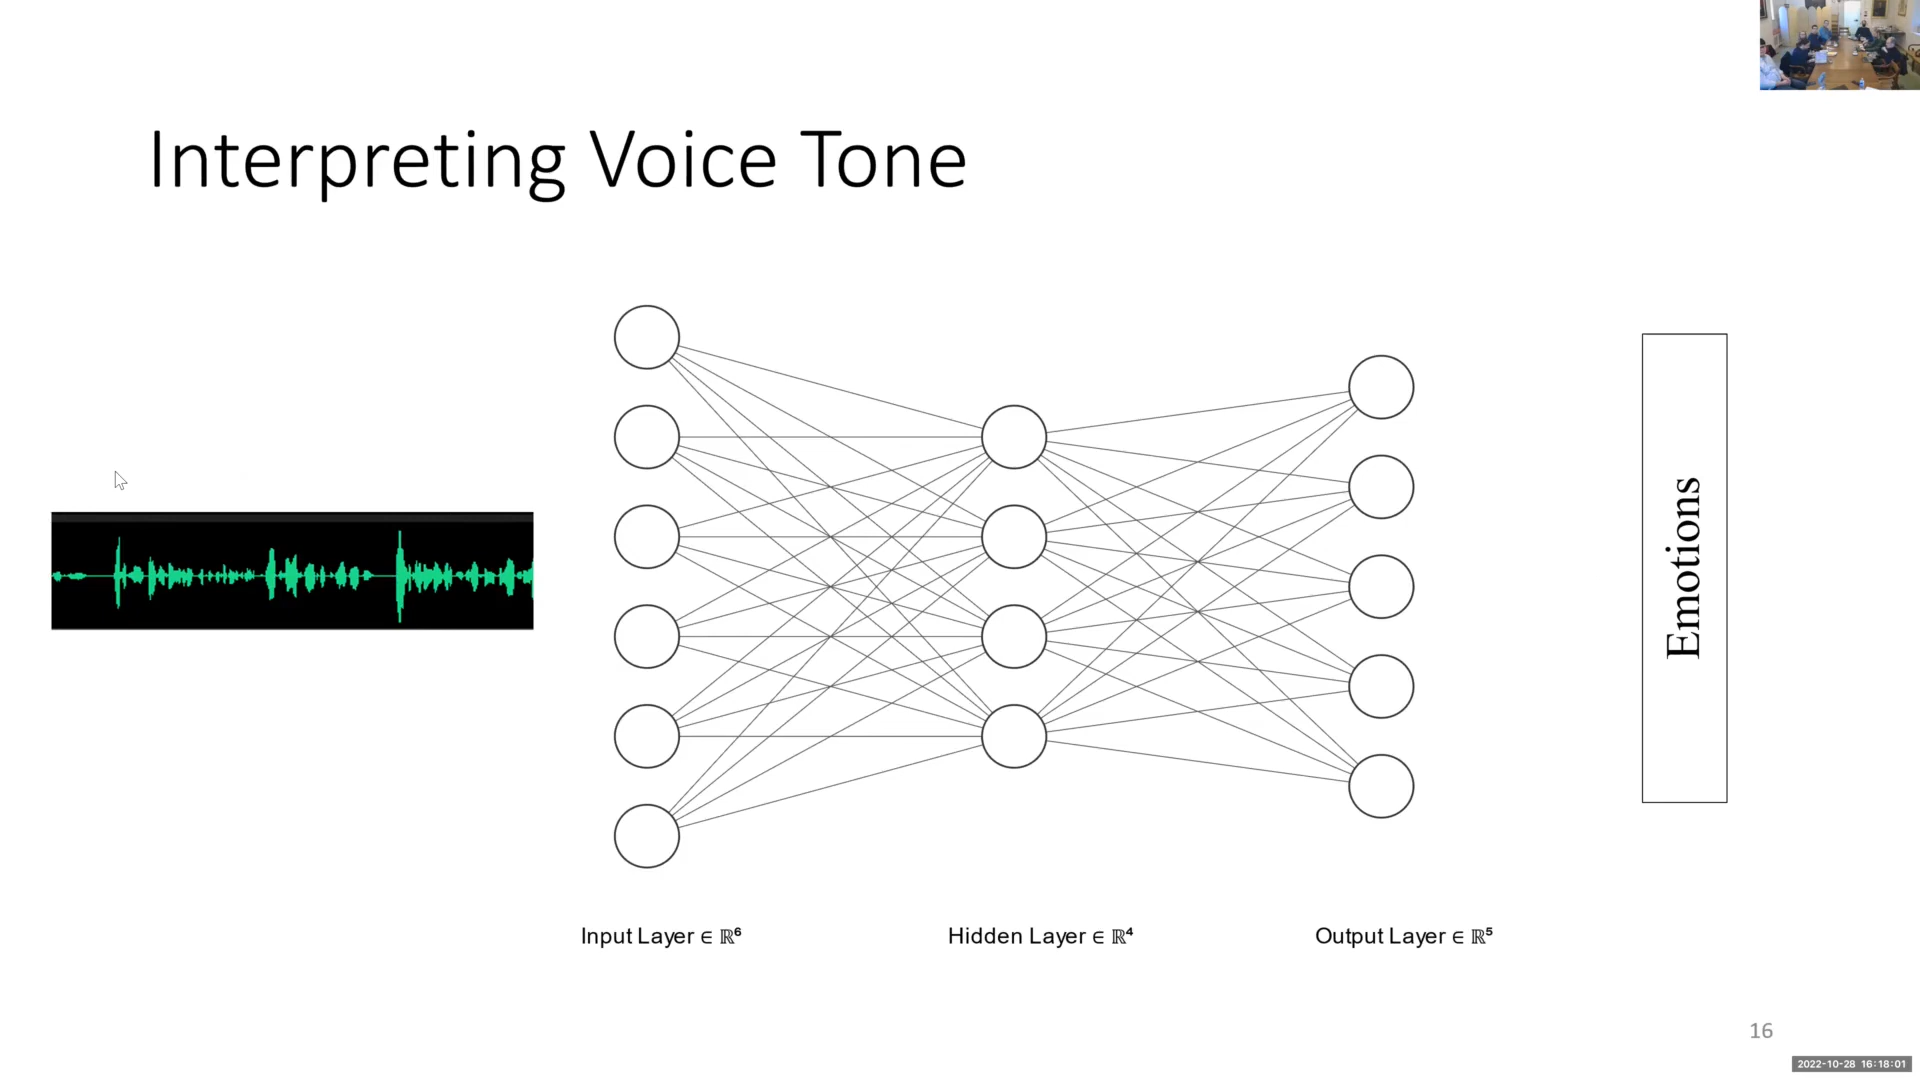 Interpreting Voice Tone
Emotions
Input Layer ∈ ℝ⁶
Hidden Layer ∈ ℝ⁴
Output Layer ∈ ℝ⁵
16
2022-10-28 16:18:01